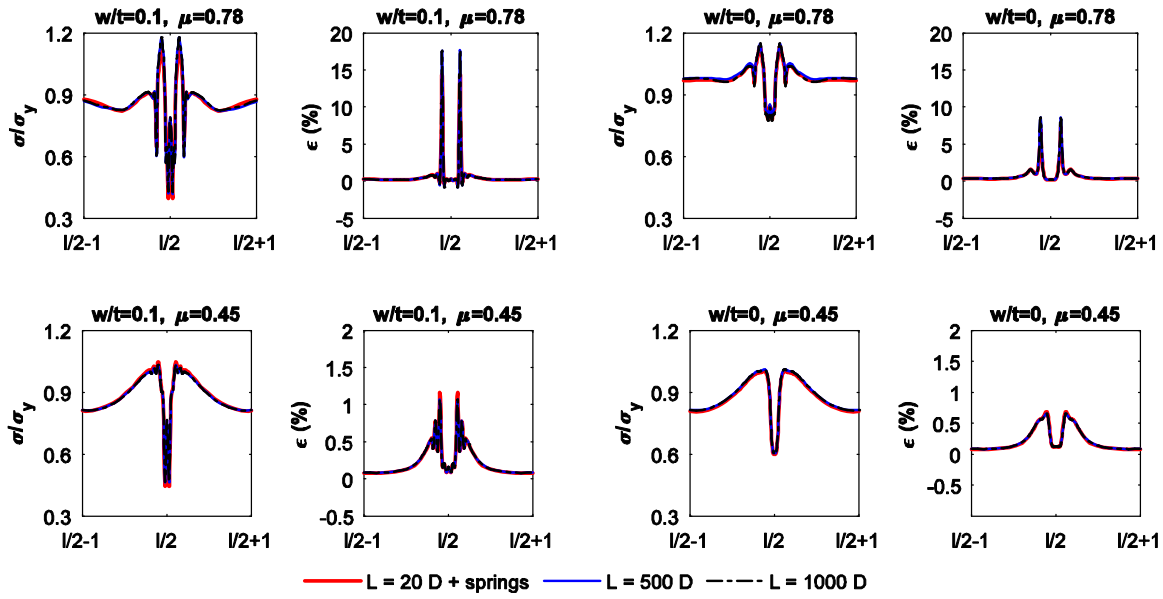 w/t=0.1, μ=0.78
w/t=0.1, μ=0.78
w/t=0, μ=0.78
w/t=0, μ=0.78
1.2
0.9
0.6
0.3
σ/σy
l/2-1
l/2
l/2+1
20
15
10
5
0
-5
ϵ (%)
l/2-1
l/2
l/2+1
1.2
0.9
0.6
0.3
σ/σy
l/2-1
l/2
l/2+1
20
15
10
5
0
-5
ϵ (%)
l/2-1
l/2
l/2+1
w/t=0.1, μ=0.45
w/t=0.1, μ=0.45
w/t=0, μ=0.45
w/t=0, μ=0.45
1.2
0.9
0.6
0.3
σ/σy
l/2-1
l/2
l/2+1
2
1.5
1
0.5
0
-0.5
ϵ (%)
l/2-1
l/2
l/2+1
1.2
0.9
0.6
0.3
σ/σy
l/2-1
l/2
l/2+1
2
1.5
1
0.5
0
-0.5
ϵ (%)
l/2-1
l/2
l/2+1
L = 20 D + springs
L = 500 D
L = 1000 D